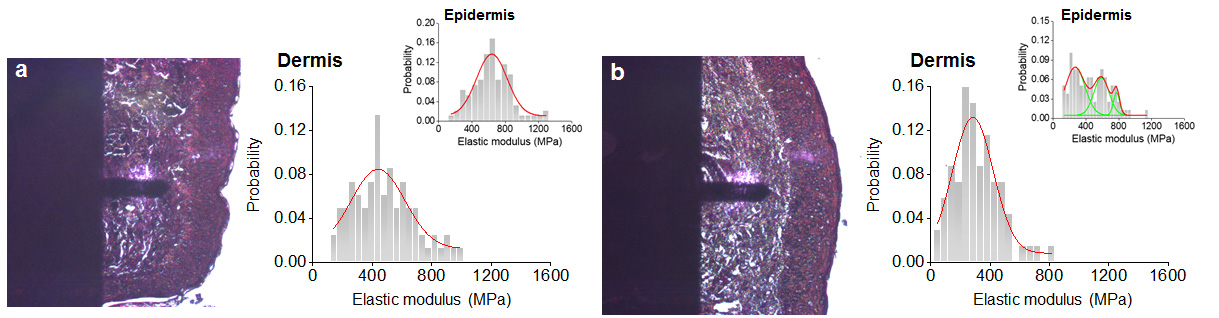 a
Dermis
Probability
0.16
0.12
0.08
0.04
0.00
0 400 800 1200 1600
Elastic modulus (MPa)
Epidermis
Probability
0.20
0.16
0.12
0.08
0.04
0.00
0 400 800 1200 1600
Elastic modulus (MPa)
b
Dermis
Probability
0.16
0.12
0.08
0.04
0.00
0 400 800 1200 1600
Elastic modulus (MPa)
Epidermis
Probability
0.15
0.12
0.09
0.06
0.03
0.00
0 200 400 600 800 1000 1200 1400 1600
Elastic modulus (MPa)